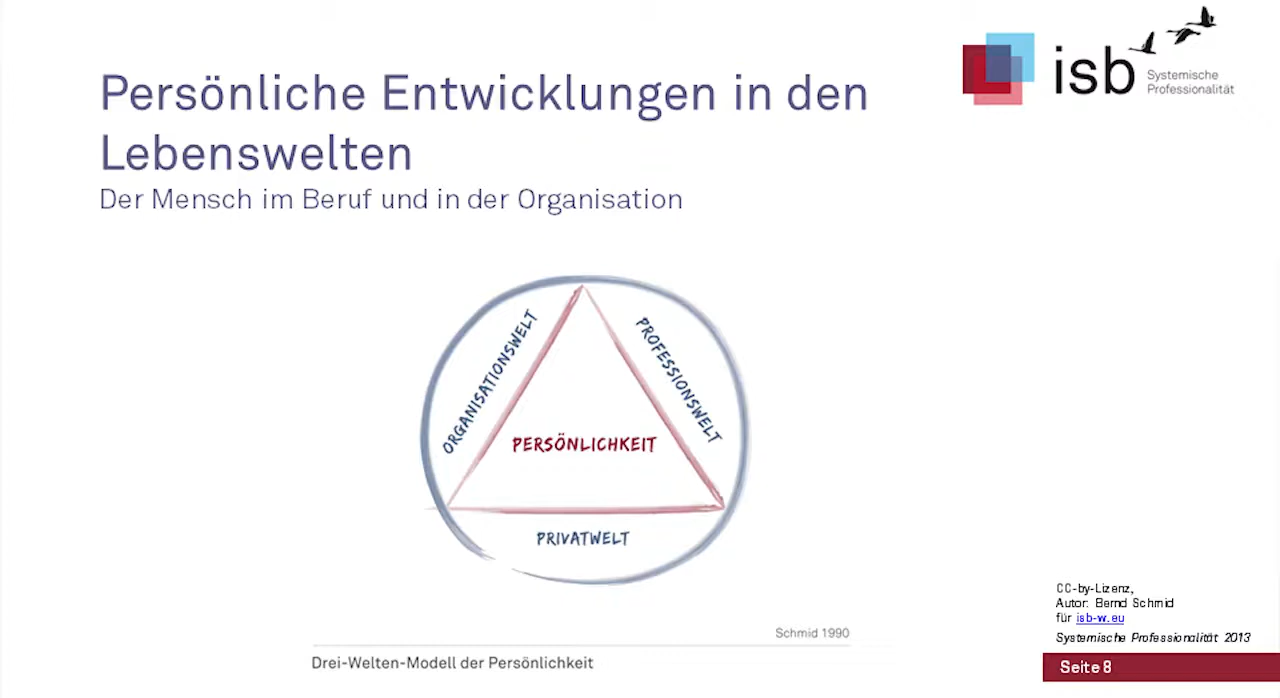 Persönliche Entwicklungen in den
Lebenswelten
Der Mensch im Beruf und in der Organisation
isb
Systemische
Professionalität
ORGANISATIONSWELT
PROFESSIONSWELT
PERSÖNLICHKEIT
PRIVATWELT
Schmid 1990
Drei-Welten-Modell der Persönlichkeit
CC-by-Lizenz,
Autor: Bernd Schmid
für isb-w.eu
Systemische Professionalität 2013
Seite 8